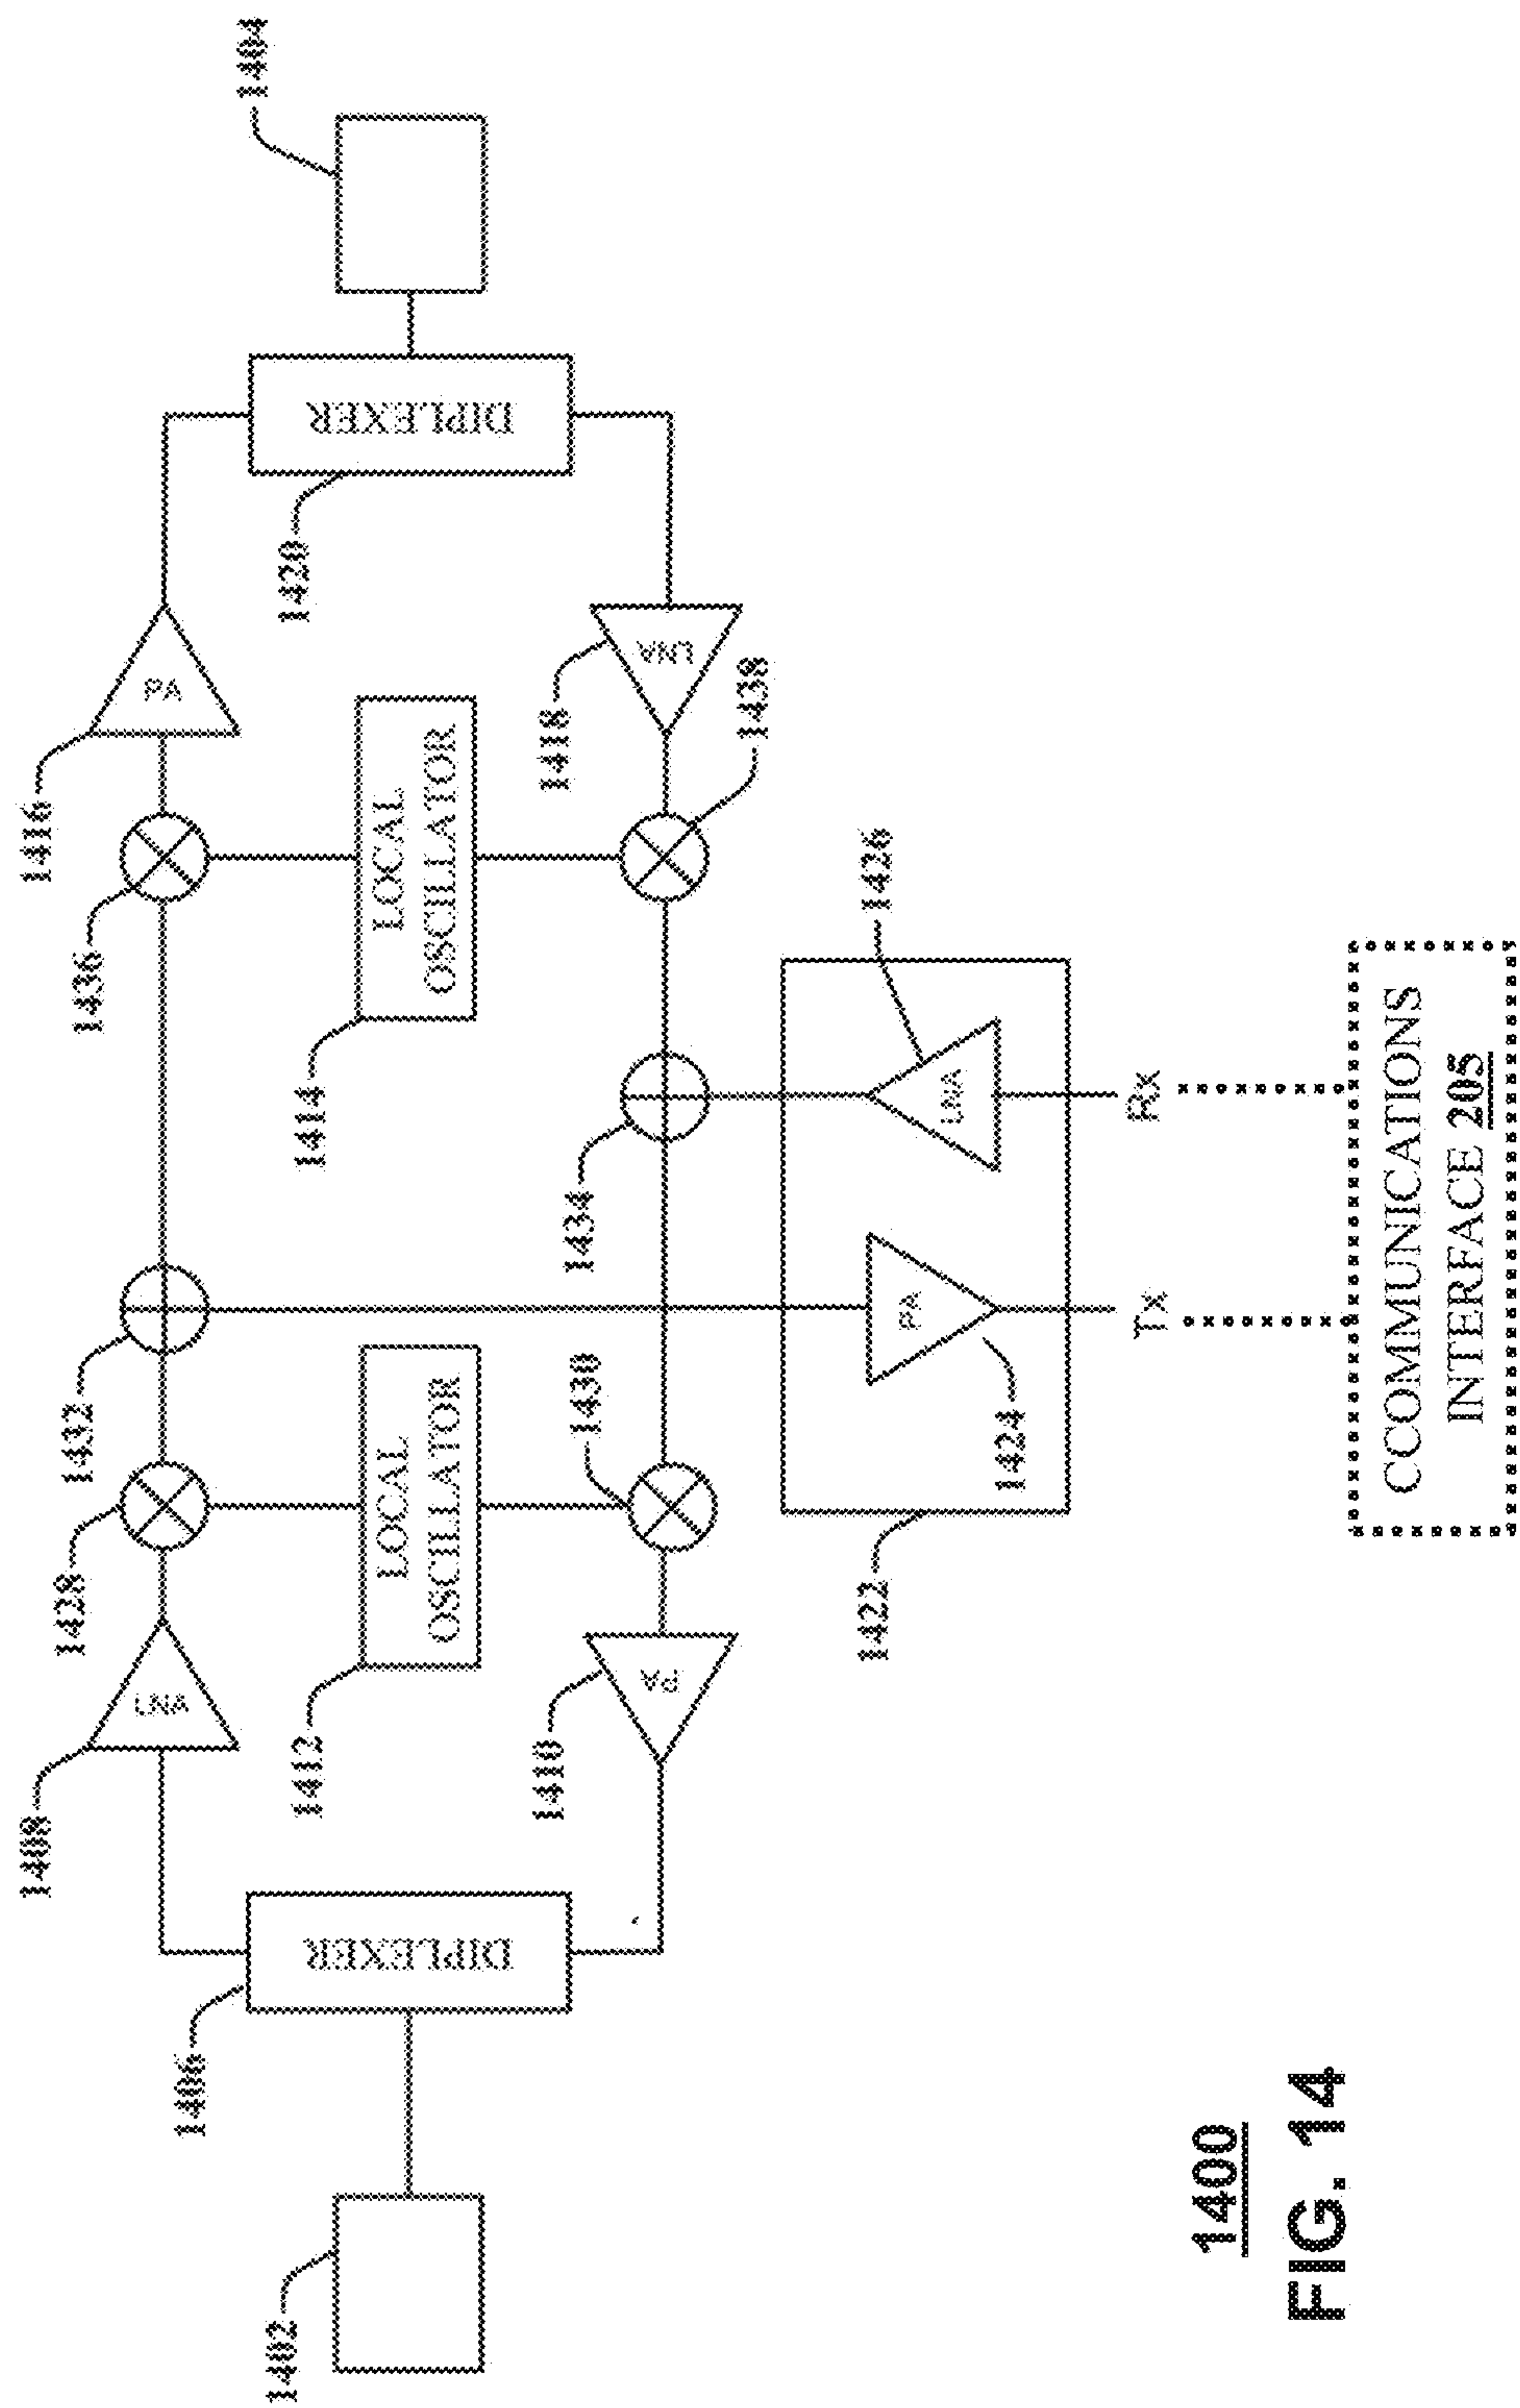 1404
DIPLEXER
1420
PA
1416
LNA
1418
1438
1436
LOCAL
OSCILLATOR
1414
1426
LNA
1434
Rx
1432
PA
1424
Tx
1422
CCOMMUNICATIONS
INTERFACE 205
1428
LOCAL
OSCILLATOR
1412
1430
LNA
1408
PA
1410
DIPLEXER
1406
1402
1400
FIG. 14